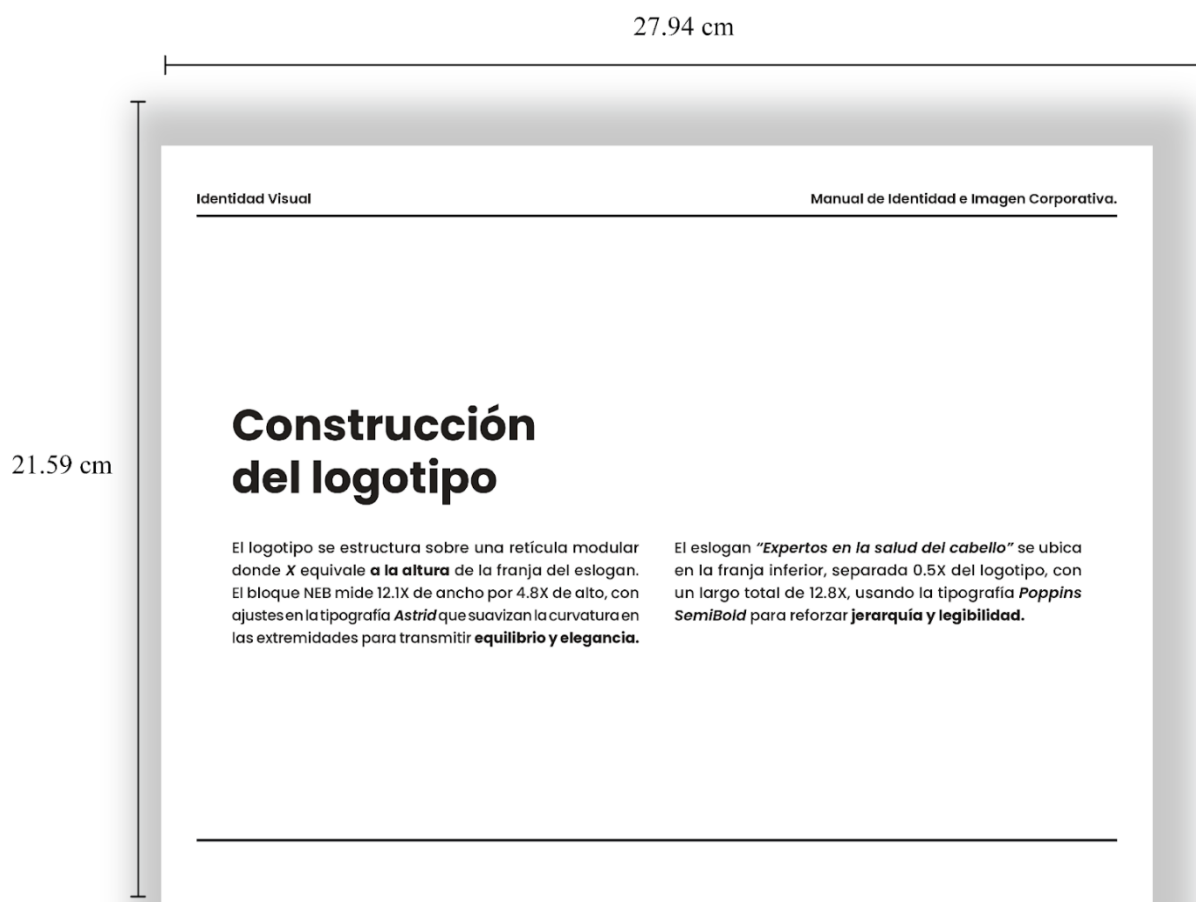 27.94 cm
21.59 cm
Identidad Visual
Manual de Identidad e Imagen Corporativa.
Construcción
del logotipo
El logotipo se estructura sobre una retícula modular
donde X equivale a la altura de la franja del eslogan.
El bloque NEB mide 12.1X de ancho por 4.8X de alto, con
ajustes en la tipografía Astrid que suavizan la curvatura en
las extremidades para transmitir equilibrio y elegancia.
El eslogan “Expertos en la salud del cabello” se ubica
en la franja inferior, separada 0.5X del logotipo, con
un largo total de 12.8X, usando la tipografía Poppins
SemiBold para reforzar jerarquía y legibilidad.